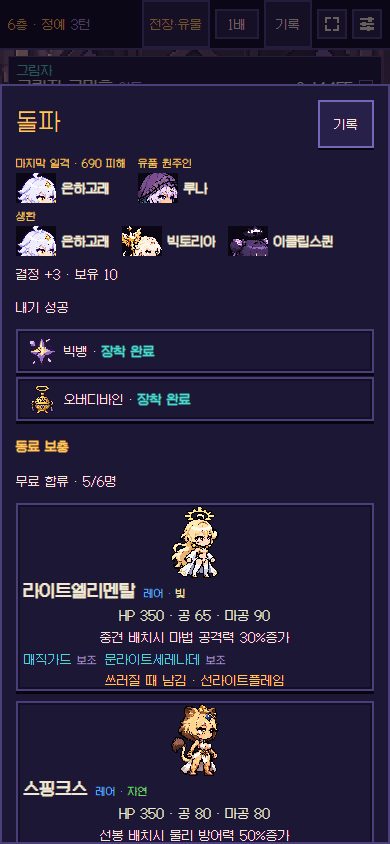 6층 · 정예 3턴 전장·유물 1배 기록
그림자
돌파 기록
마지막 일격 · 690 피해 유품 원주인
은하고래 루나
생환
은하고래 빅토리아 이클립스퀸
결정 +3 · 보유 10
내기 성공
빅뱅 · 장착 완료
오버디바인 · 장착 완료
동료 보충
무료 합류 · 5/6명
라이트엘리멘탈 레어 · 빛
HP 350 · 공 65 · 마공 90
중견 배치시 마법 공격력 30%증가
매직가드 보조 문라이트세레나데 보조
쓰러질 때 남김 · 선라이트플레임
스핑크스 레어 · 자연
HP 350 · 공 80 · 마공 80
선봉 배치시 물리 방어력 50%증가